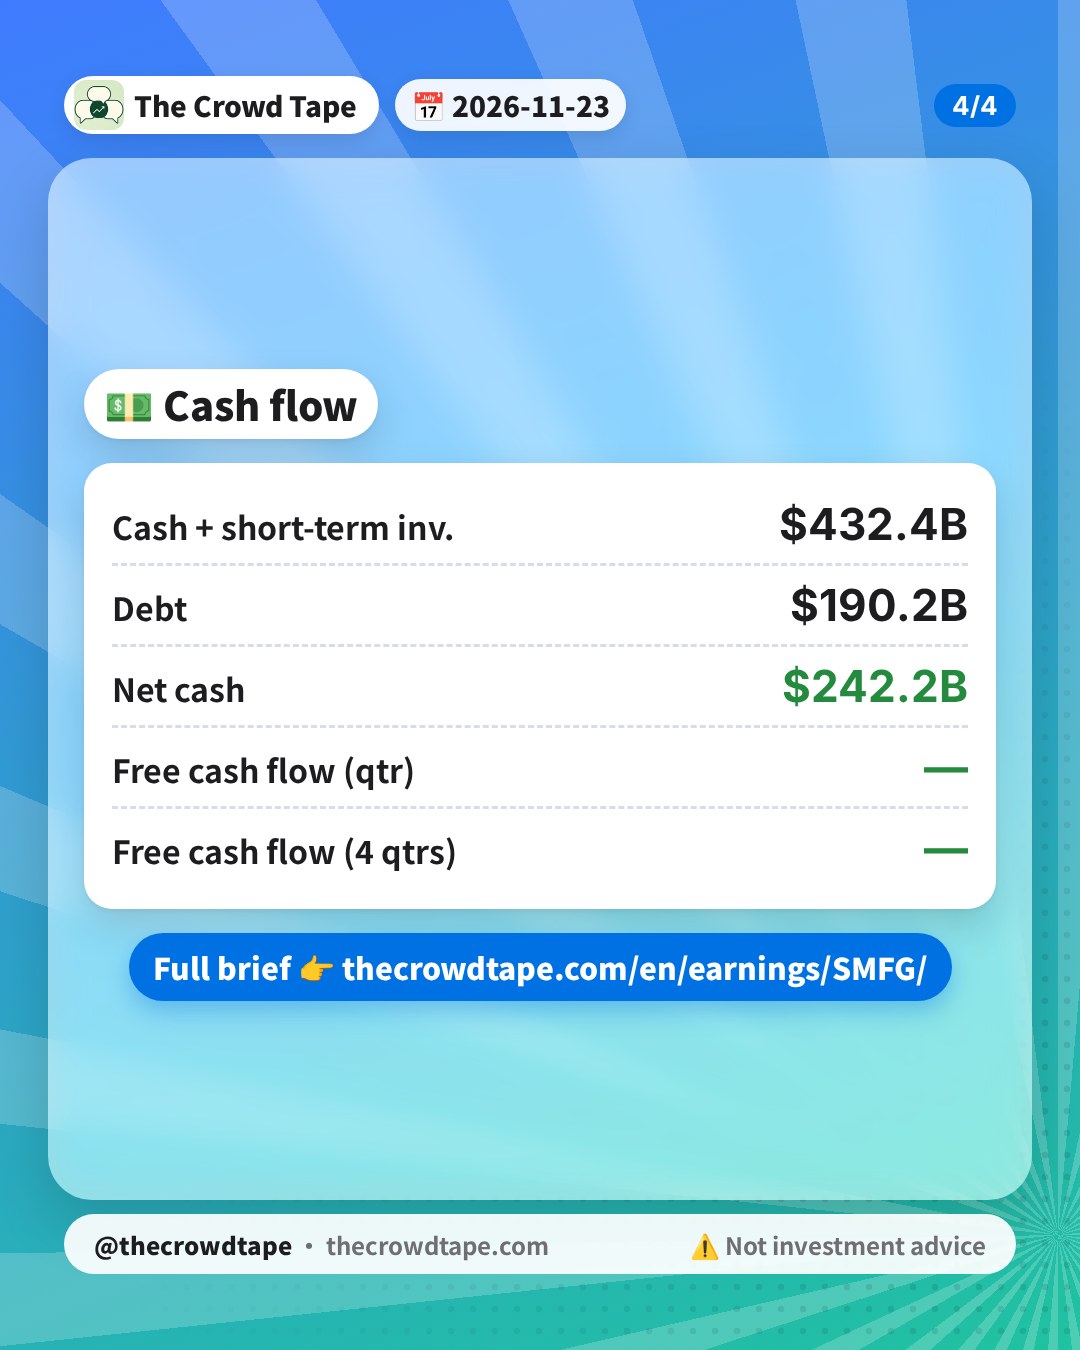 The Crowd Tape
📅 2026-11-23
4/4
💵 Cash flow
Cash + short-term inv. $432.4B
Debt $190.2B
Net cash $242.2B
Free cash flow (qtr) —
Free cash flow (4 qtrs) —
Full brief 👉 thecrowdtape.com/en/earnings/SMFG/
@thecrowdtape • thecrowdtape.com
⚠️ Not investment advice